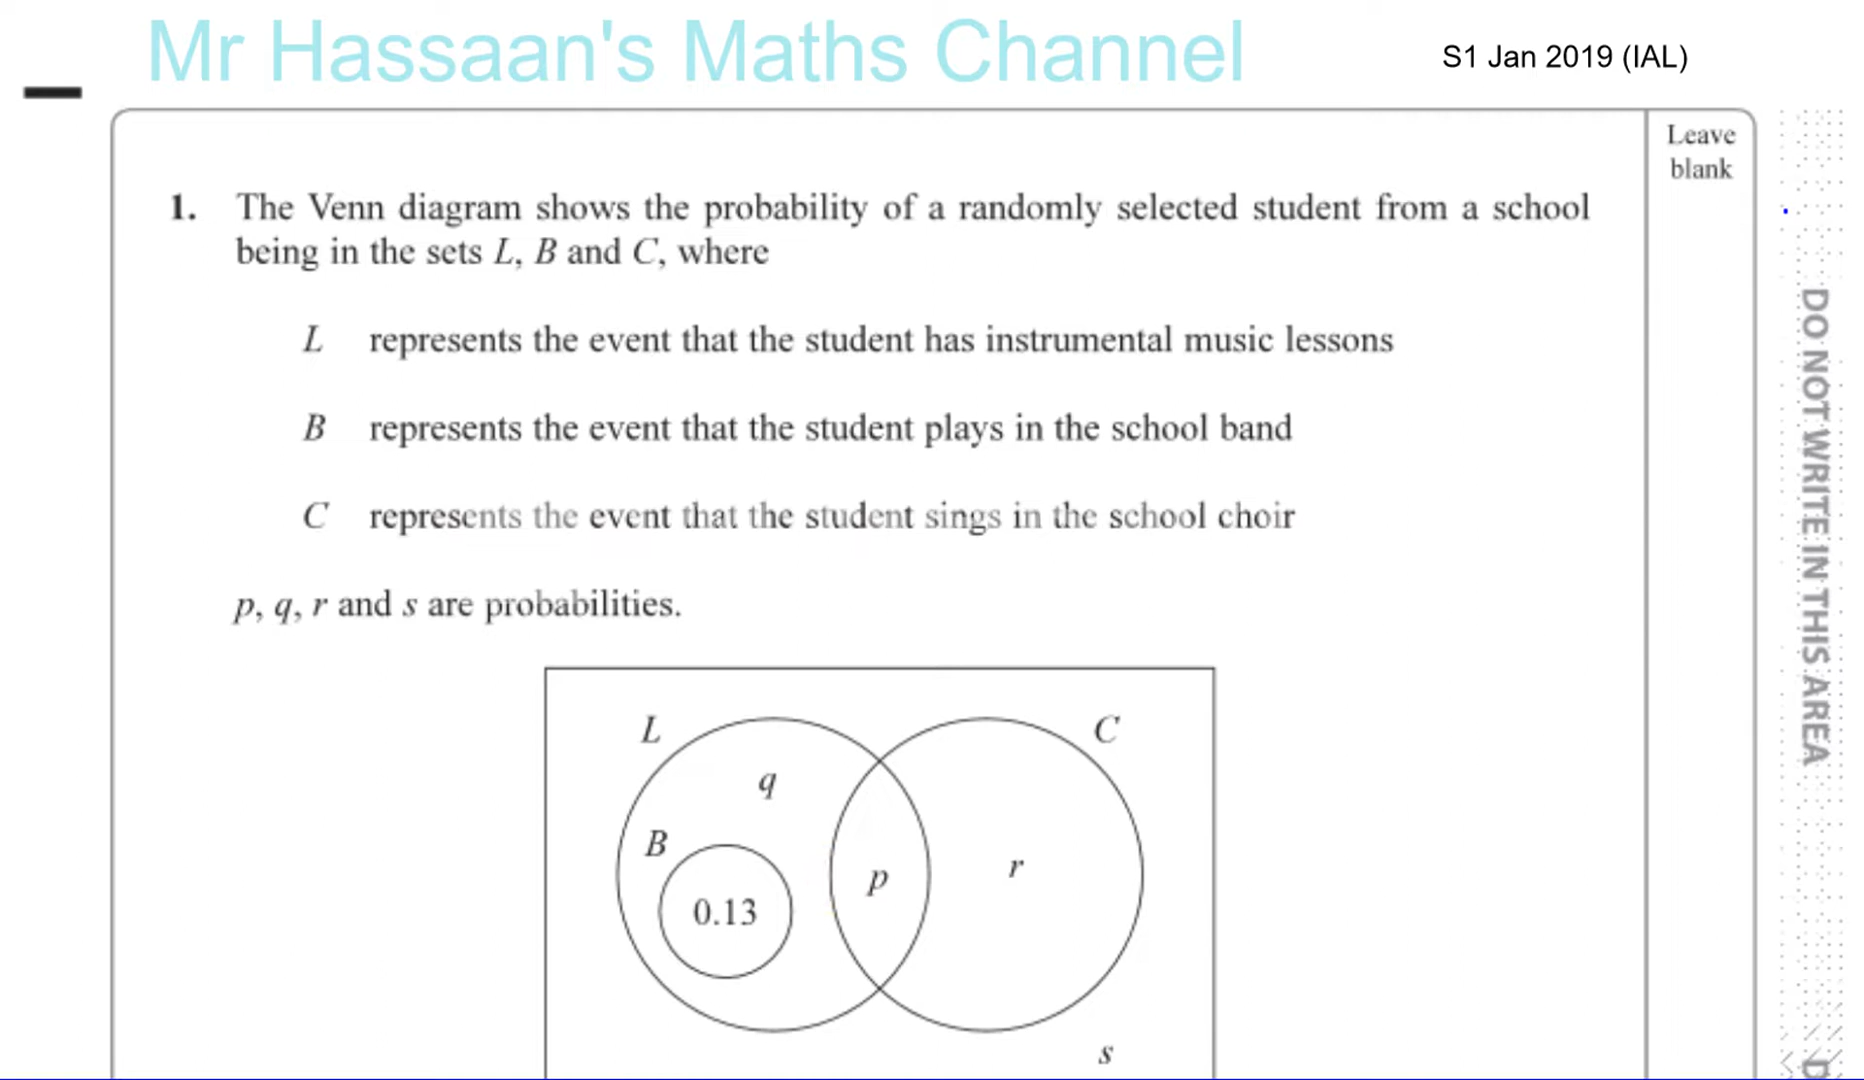 Mr Hassaan's Maths Channel
S1 Jan 2019 (IAL)
Leave
blank
1. The Venn diagram shows the probability of a randomly selected student from a school
being in the sets L, B and C, where
L represents the event that the student has instrumental music lessons
B represents the event that the student plays in the school band
C represents the event that the student sings in the school choir
p, q, r and s are probabilities.
L
C
q
B
p
r
0.13
s
DO NOT WRITE IN THIS AREA
D